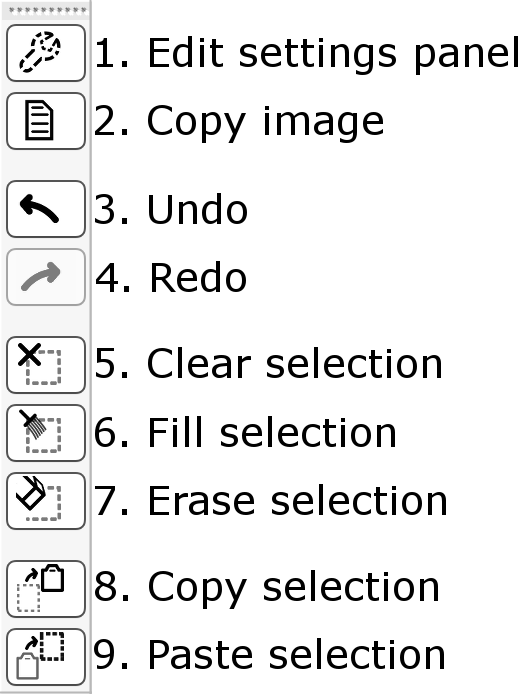 1. Edit settings panel
2. Copy image
3. Undo
4. Redo
5. Clear selection
6. Fill selection
7. Erase selection
8. Copy selection
9. Paste selection